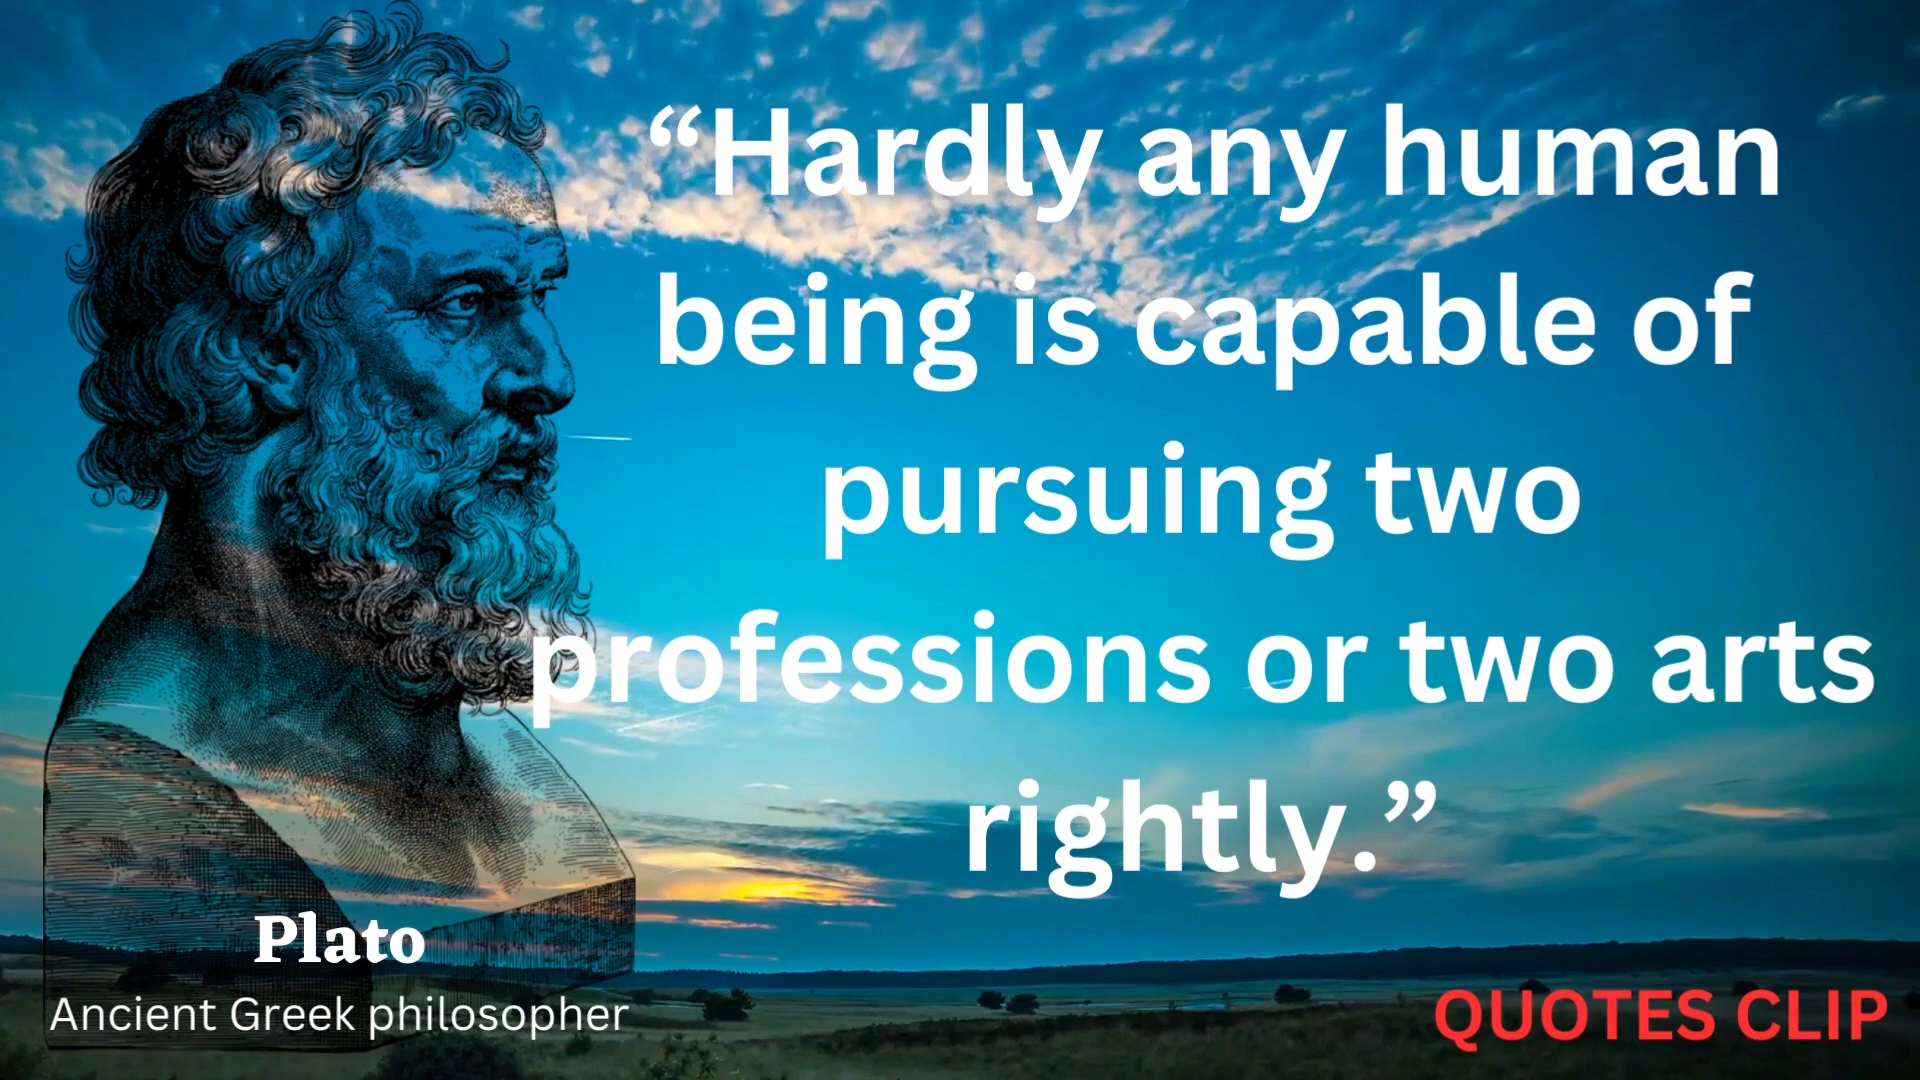 “Hardly any human
being is capable of
pursuing two
professions or two arts
rightly.”
Plato
Ancient Greek philosopher
QUOTES CLIP